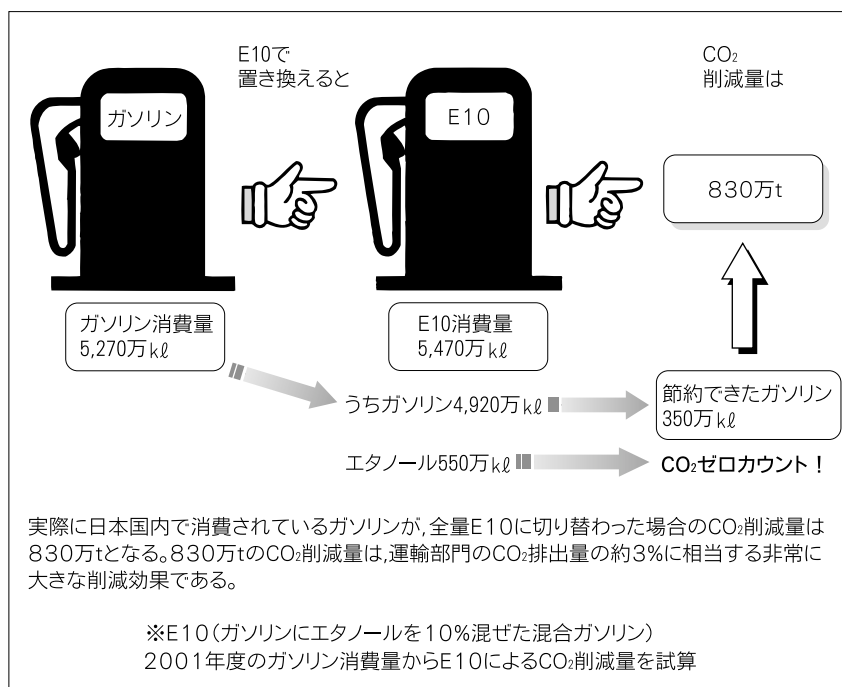 E10で
置き換えると
CO₂
削減量は
ガソリン
E10
830万t
ガソリン消費量
5,270万kℓ
E10消費量
5,470万kℓ
うちガソリン4,920万kℓ
節約できたガソリン
350万kℓ
エタノール550万kℓ
CO₂ゼロカウント！
実際に日本国内で消費されているガソリンが,全量E10に切り替わった場合のCO₂削減量は
830万tとなる。830万tのCO₂削減量は,運輸部門のCO₂排出量の約3%に相当する非常に
大きな削減効果である。
※E10(ガソリンにエタノールを10%混ぜた混合ガソリン)
2001年度のガソリン消費量からE10によるCO₂削減量を試算